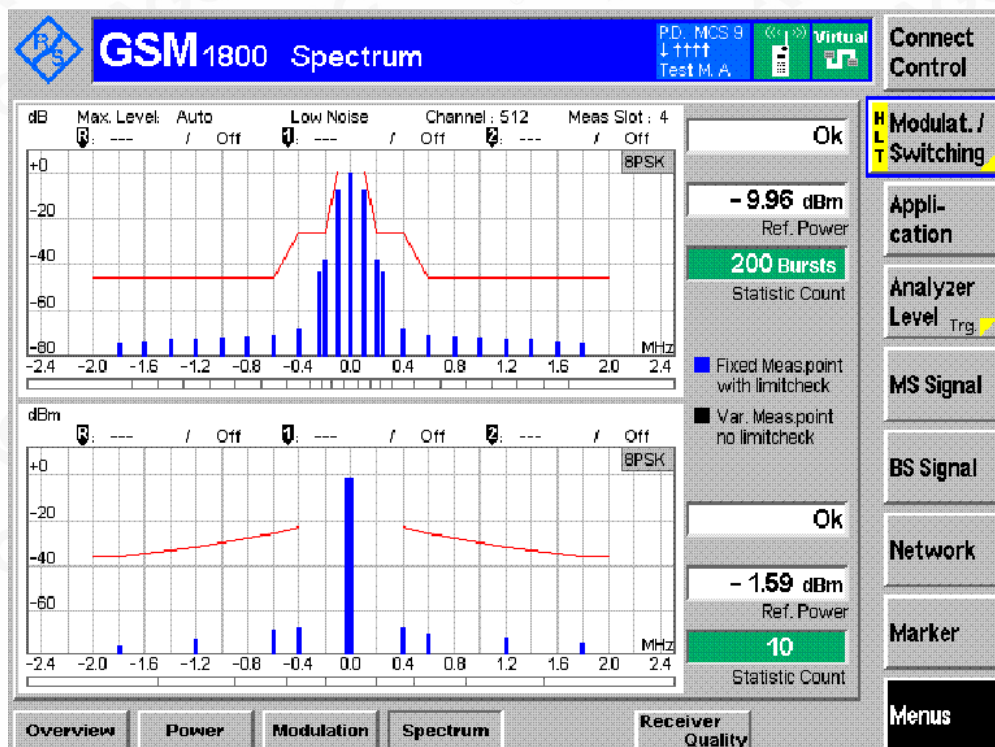 R/S
GSM 1800 Spectrum
P.D. MCS 9
↓ ↑↑↑↑
Test M. A
Virtual
Connect Control
dB Max. Level: Auto Low Noise Channel : 512 Meas Slot : 4
R: --- / Off 1: --- / Off 2: --- / Off
8PSK
+0
-20
-40
-60
-80
MHz
-2.4 -2.0 -1.6 -1.2 -0.8 -0.4 0.0 0.4 0.8 1.2 1.6 2.0 2.4
Ok
- 9.96 dBm
Ref. Power
200 Bursts
Statistic Count
Fixed Meas.point
with limitcheck
Var. Meas.point
no limitcheck
dBm
R: --- / Off 1: --- / Off 2: --- / Off
8PSK
+0
-20
-40
-60
MHz
-2.4 -2.0 -1.6 -1.2 -0.8 -0.4 0.0 0.4 0.8 1.2 1.6 2.0 2.4
Ok
- 1.59 dBm
Ref. Power
10
Statistic Count
HLT
Modulat. /
Switching
Appli-
cation
Analyzer
Level Trg.
MS Signal
BS Signal
Network
Marker
Menus
Overview Power Modulation Spectrum Receiver
Quality